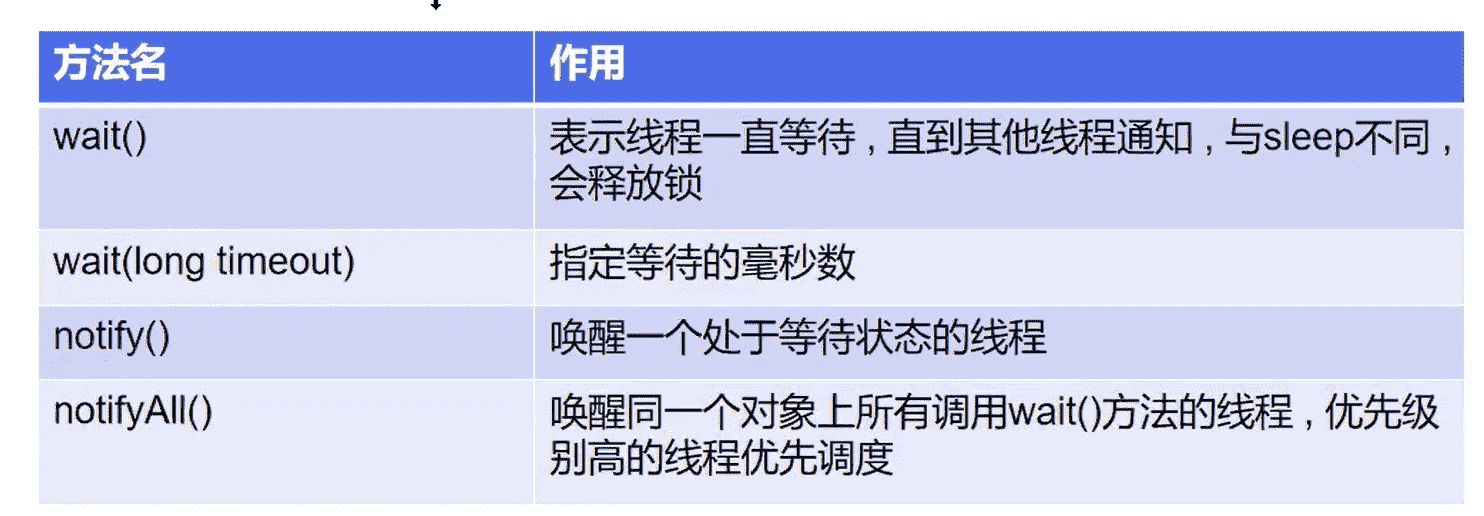 方法名
作用
wait()
表示线程一直等待，直到其他线程通知，与sleep不同，
会释放锁
wait(long timeout)
指定等待的毫秒数
notify()
唤醒一个处于等待状态的线程
notifyAll()
唤醒同一个对象上所有调用wait()方法的线程，优先级
别高的线程优先调度